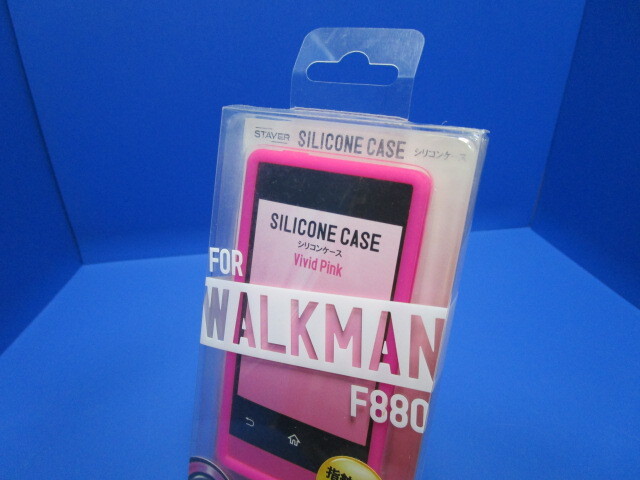 STAVER SILICONE CASE シリコンケース
SILICONE CASE
シリコンケース
Vivid Pink
FOR
WALKMAN
F880